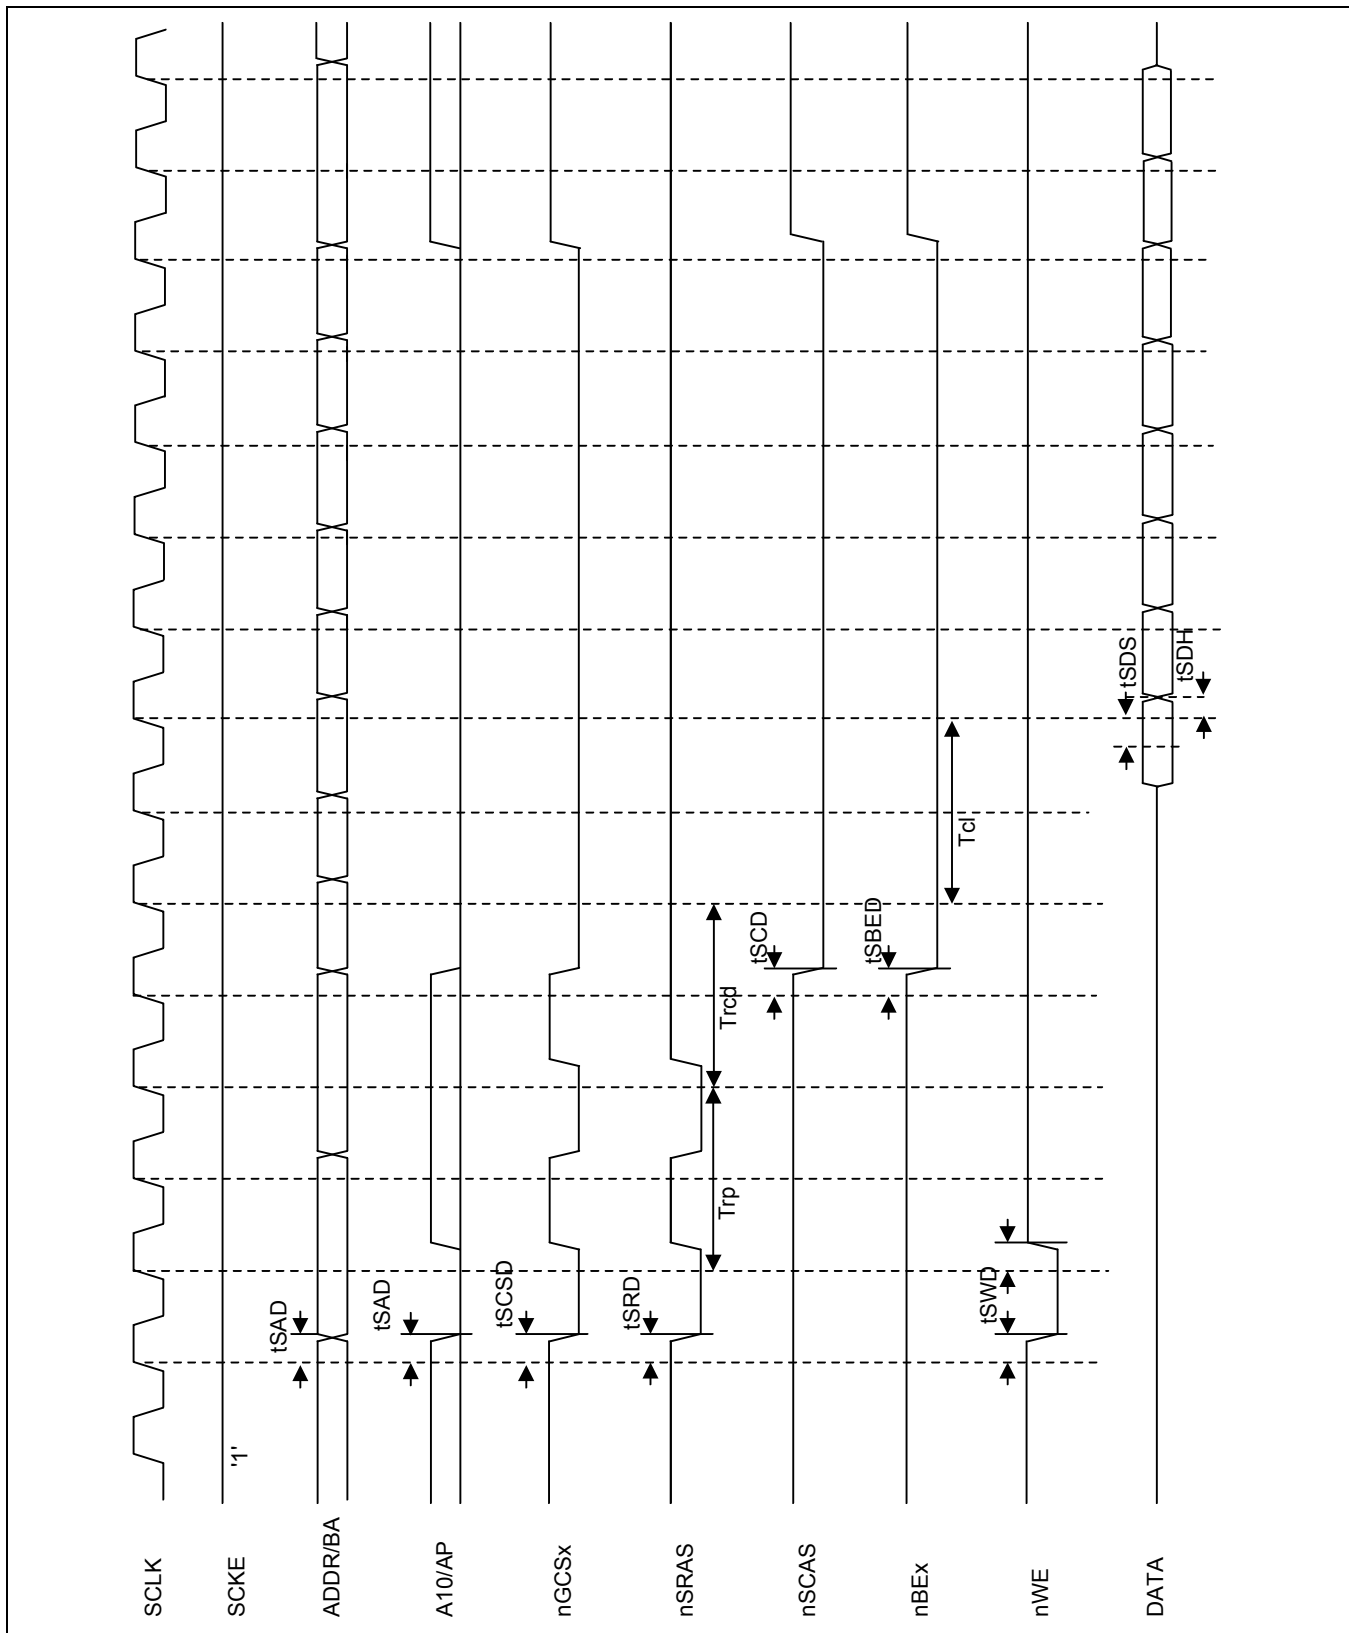 SCLK
SCKE
'1'
ADDR/BA
tSAD
A10/AP
tSAD
nGCSx
tSCSD
nSRAS
tSRD
Trp
Trcd
nSCAS
tSCD
nBEx
tSBED
Tcl
nWE
tSWD
DATA
tSDS
tSDH